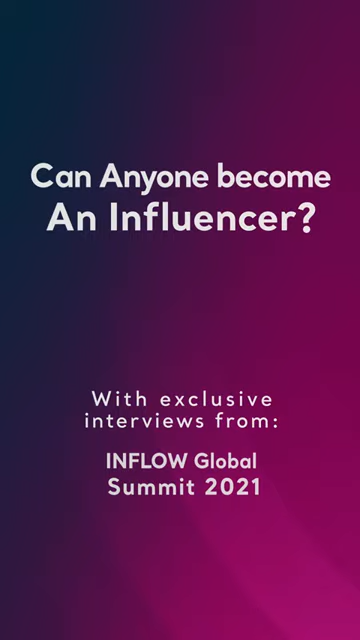 Can Anyone become
An Influencer?
With exclusive
interviews from:
INFLOW Global
Summit 2021